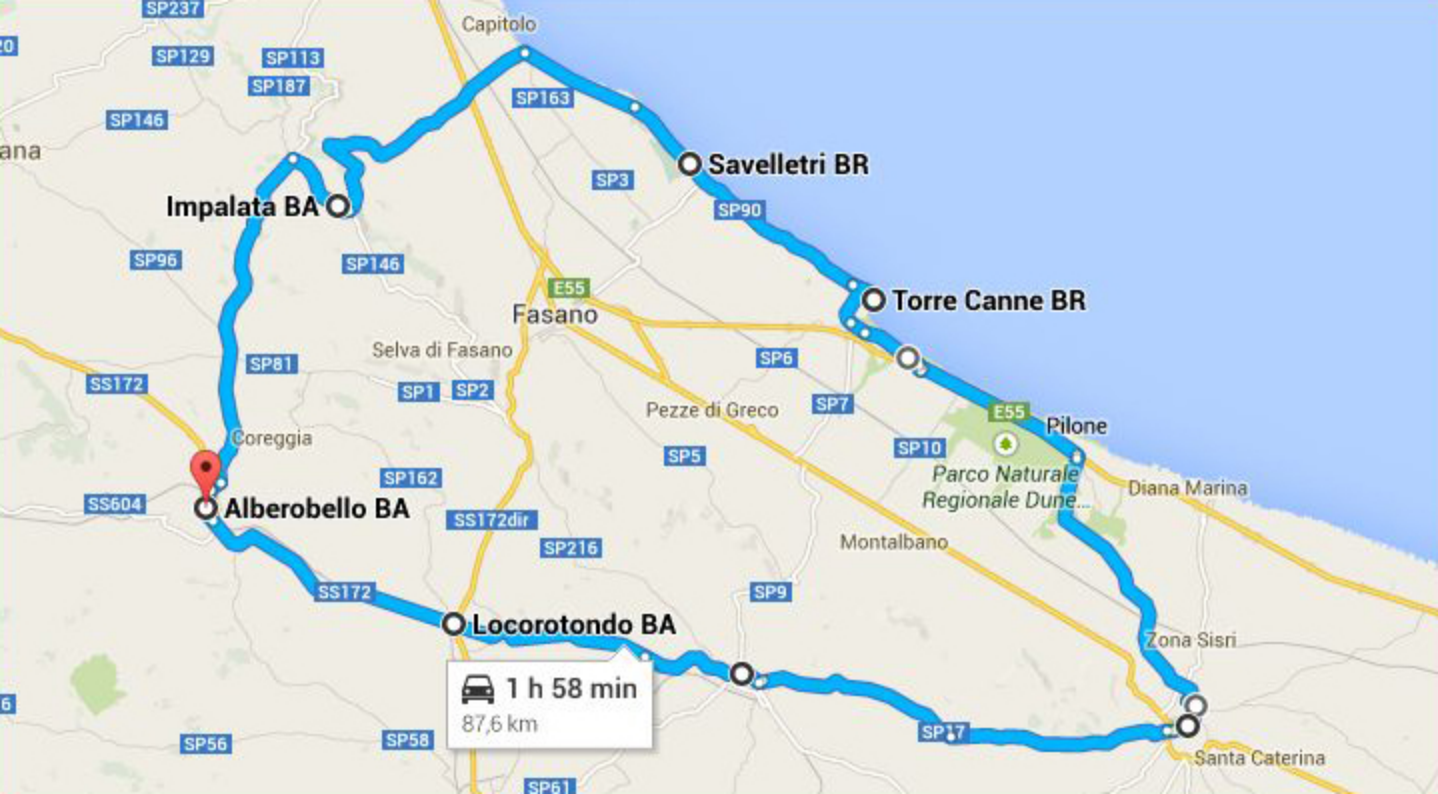 SP237
Capitolo
20
SP129
SP113
SP187
SP163
SP146
ana
Savelletri BR
SP3
Impalata BA
SP90
SP96
SP146
E55
Torre Canne BR
Fasano
Selva di Fasano
SP6
SP81
SS172
SP1
SP2
SP7
Pezze di Greco
E55
Pilone
Coreggia
SP10
SP5
Parco Naturale
Regionale Dune...
SP162
Diana Marina
SS604
Alberobello BA
SS172dir
SP216
Montalbano
SS172
SP9
Locorotondo BA
Zona Sisri
1 h 58 min
87,6 km
6
SP56
SP58
SP17
Santa Caterina
SP61